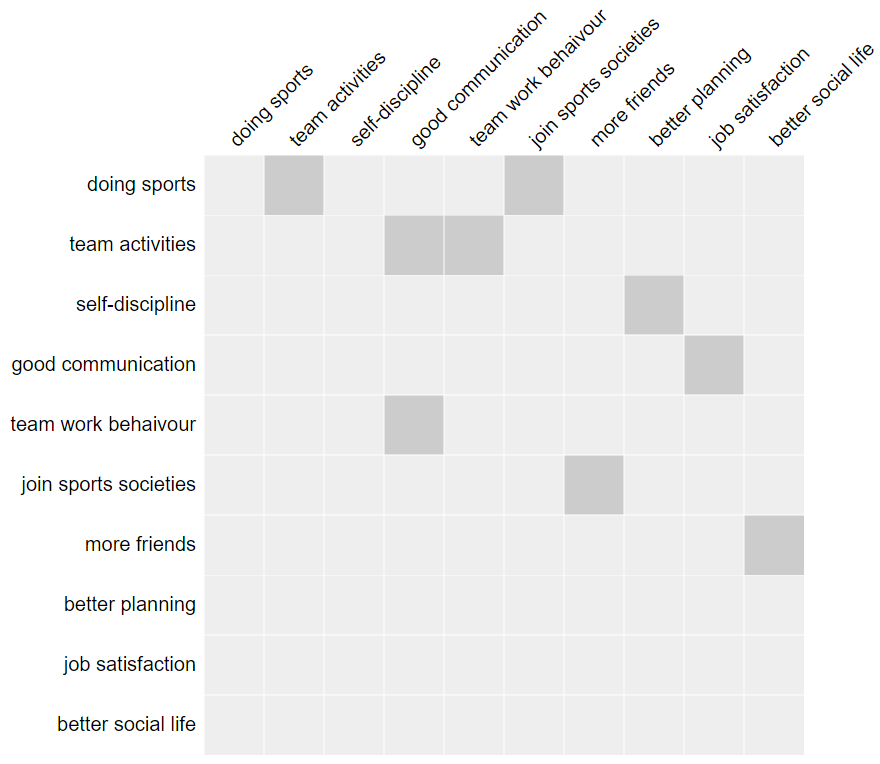 doing sports
team activities
self-discipline
good communication
team work behaivour
join sports societies
more friends
better planning
job satisfaction
better social life
doing sports
team activities
self-discipline
good communication
team work behaivour
join sports societies
more friends
better planning
job satisfaction
better social life